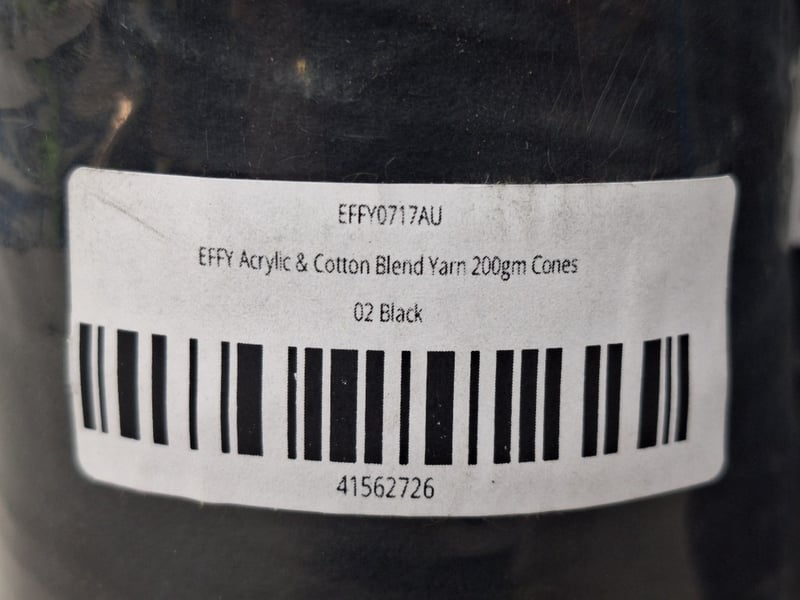 EFFY0717AU
EFFY Acrylic & Cotton Blend Yarn 200gm Cones
02 Black
41562726